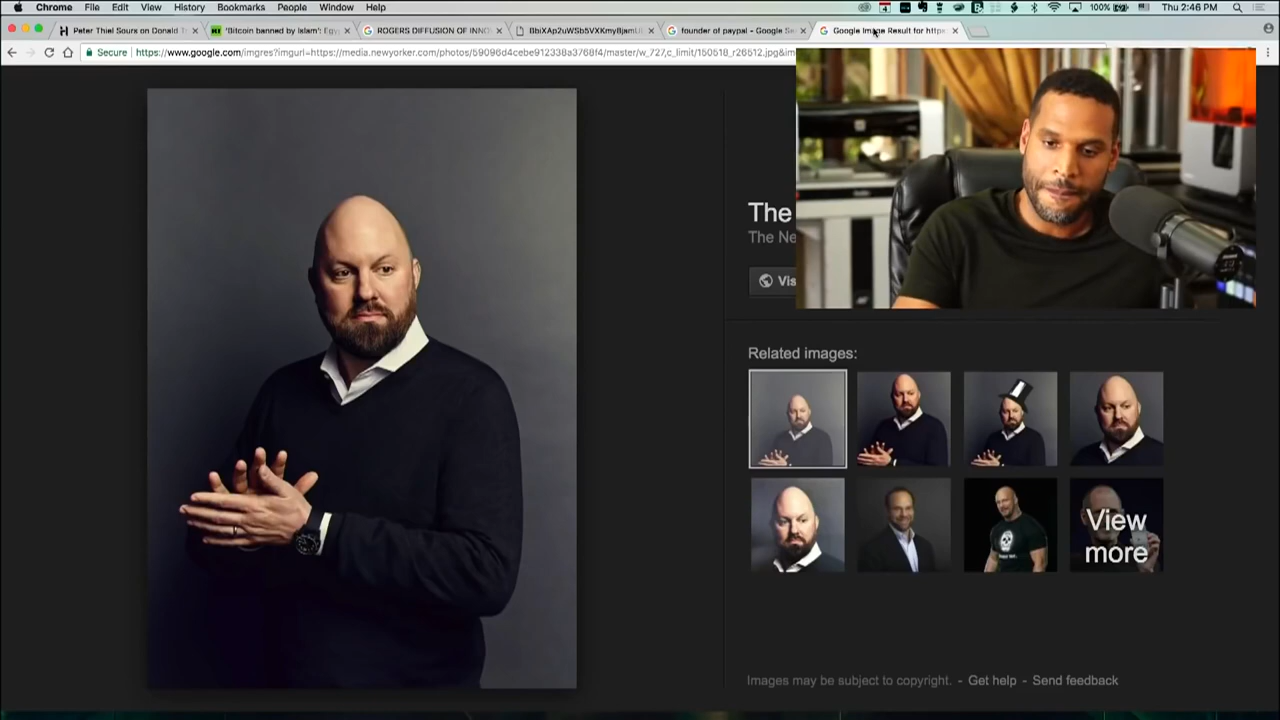 Chrome File Edit View History Bookmarks People Window Help
100% Thu 2:46 PM
Peter Thiel Sours on Donald T
'Bitcoin banned by Islam': Egy
ROGERS DIFFUSION OF INNO
founder of paypal - Google Se
Google Image Result for https
Secure https://www.google.com/imgres?imgurl=https://media.newyorker.com/photos/59096d4cebe912338a3768f4/master/w_727,c_limit/150518_r26512.jpg&im
The
The Ne
Vis
Related images:
View
more
Images may be subject to copyright. - Get help - Send feedback